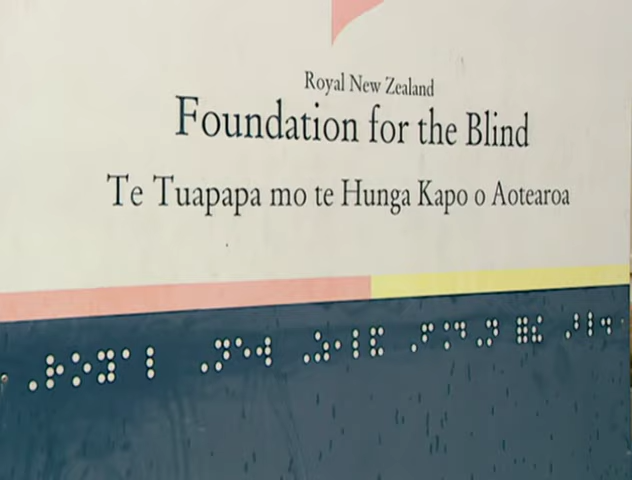 Royal New Zealand
Foundation for the Blind
Te Tuapapa mo te Hunga Kapo o Aotearoa
⠠⠗⠕⠽⠁⠇ ⠠⠝⠑⠺ ⠠⠵⠂⠇⠯